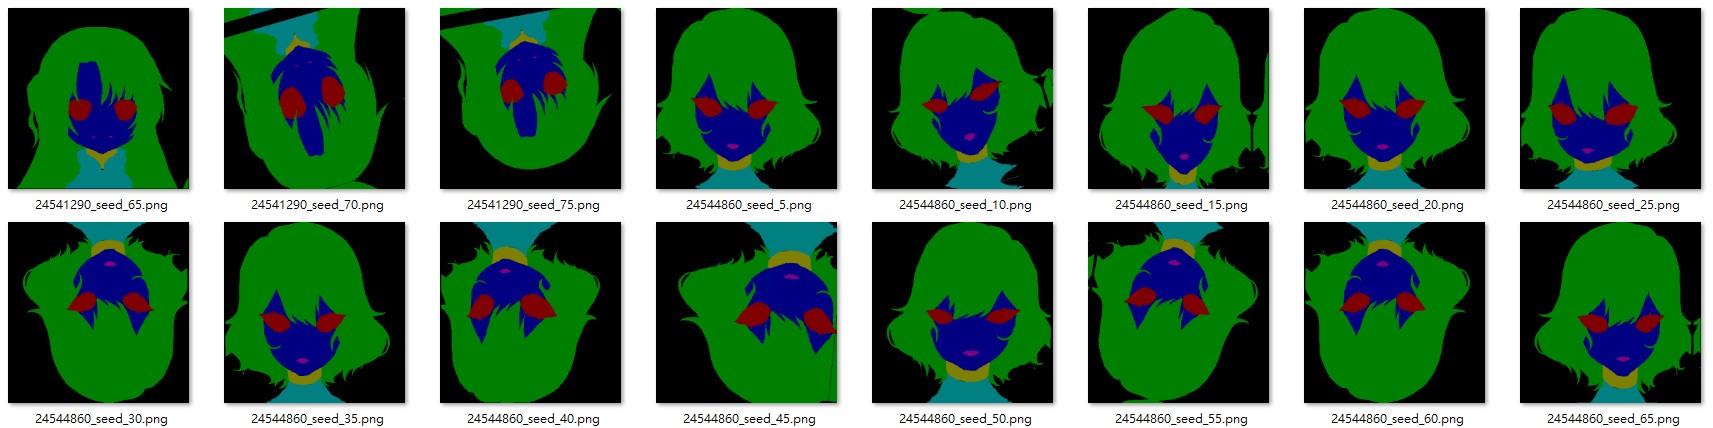 24541290_seed_65.png
24541290_seed_70.png
24541290_seed_75.png
24544860_seed_5.png
24544860_seed_10.png
24544860_seed_15.png
24544860_seed_20.png
24544860_seed_25.png
24544860_seed_30.png
24544860_seed_35.png
24544860_seed_40.png
24544860_seed_45.png
24544860_seed_50.png
24544860_seed_55.png
24544860_seed_60.png
24544860_seed_65.png